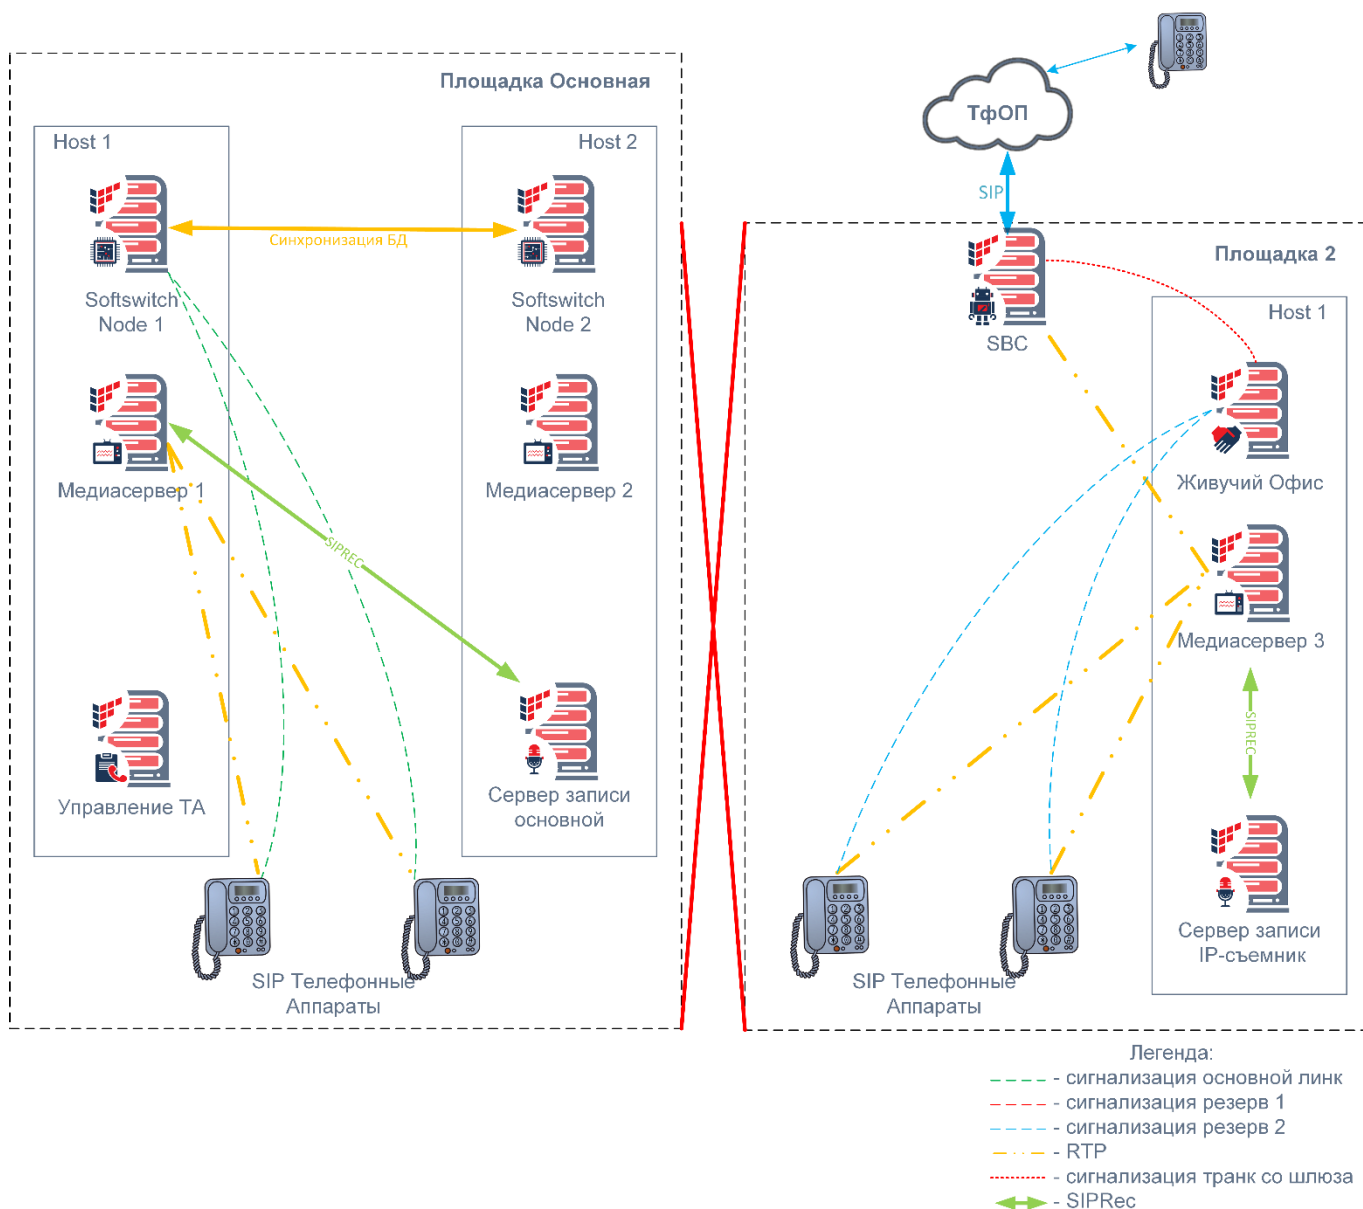 Площадка Основная
Host 1
Host 2
Синхронизация БД
Softswitch
Node 1
Softswitch
Node 2
Медиасервер 1
Медиасервер 2
SIPREC
Управление ТА
Сервер записи
основной
SIP Телефонные
Аппараты
ТфОП
SIP
Площадка 2
SBC
Host 1
Живучий Офис
Медиасервер 3
SIPREC
Сервер записи
IP-съемник
SIP Телефонные
Аппараты
Легенда:
- сигнализация основной линк
- сигнализация резерв 1
- сигнализация резерв 2
- RTP
- сигнализация транк со шлюза
- SIPRec